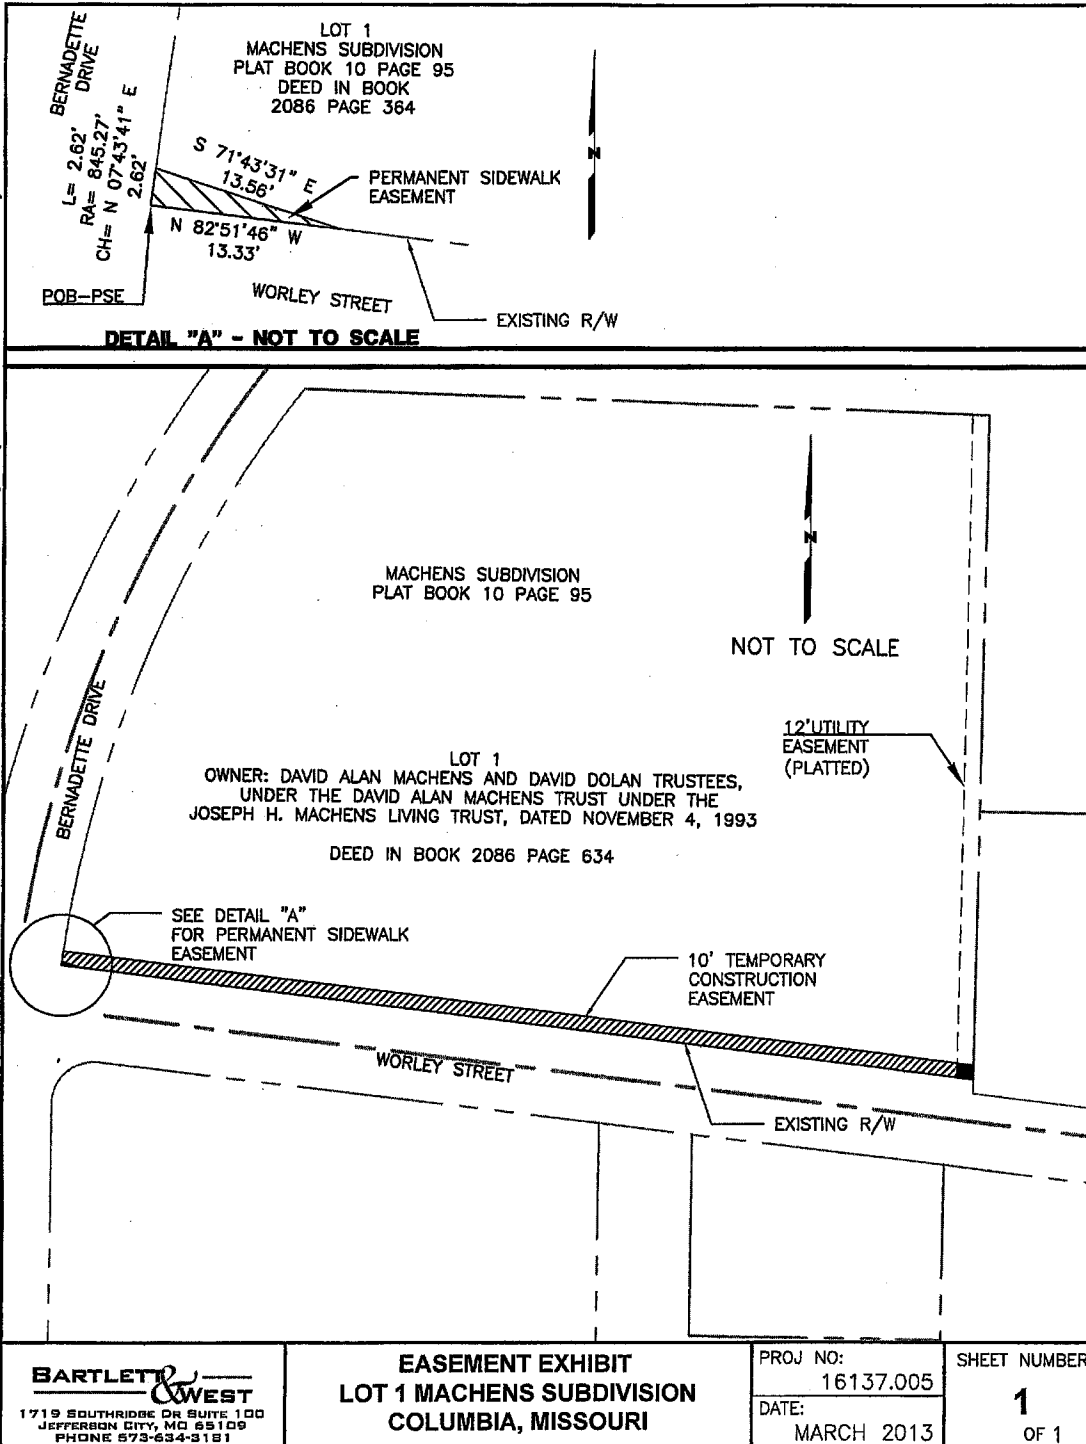 LOT 1
MACHENS SUBDIVISION
PLAT BOOK 10 PAGE 95
DEED IN BOOK
2086 PAGE 364
BERNADETTE
DRIVE
L= 2.62'
RA= 845.27'
CH= N 07°43'41" E
2.62'
S 71°43'31" E
13.56'
PERMANENT SIDEWALK
EASEMENT
N
N 82°51'46" W
13.33'
POB-PSE
WORLEY STREET
EXISTING R/W
DETAIL "A" - NOT TO SCALE
MACHENS SUBDIVISION
PLAT BOOK 10 PAGE 95
N
NOT TO SCALE
BERNADETTE DRIVE
12'UTILITY
EASEMENT
(PLATTED)
LOT 1
OWNER: DAVID ALAN MACHENS AND DAVID DOLAN TRUSTEES,
UNDER THE DAVID ALAN MACHENS TRUST UNDER THE
JOSEPH H. MACHENS LIVING TRUST, DATED NOVEMBER 4, 1993
DEED IN BOOK 2086 PAGE 634
SEE DETAIL "A"
FOR PERMANENT SIDEWALK
EASEMENT
10' TEMPORARY
CONSTRUCTION
EASEMENT
WORLEY STREET
EXISTING R/W
BARTLETT
&WEST
1719 SOUTHRIDGE DR SUITE 100
JEFFERSON CITY, MO 65109
PHONE 573-634-3181
EASEMENT EXHIBIT
LOT 1 MACHENS SUBDIVISION
COLUMBIA, MISSOURI
PROJ NO:
16137.005
DATE:
MARCH 2013
SHEET NUMBER
1
OF 1